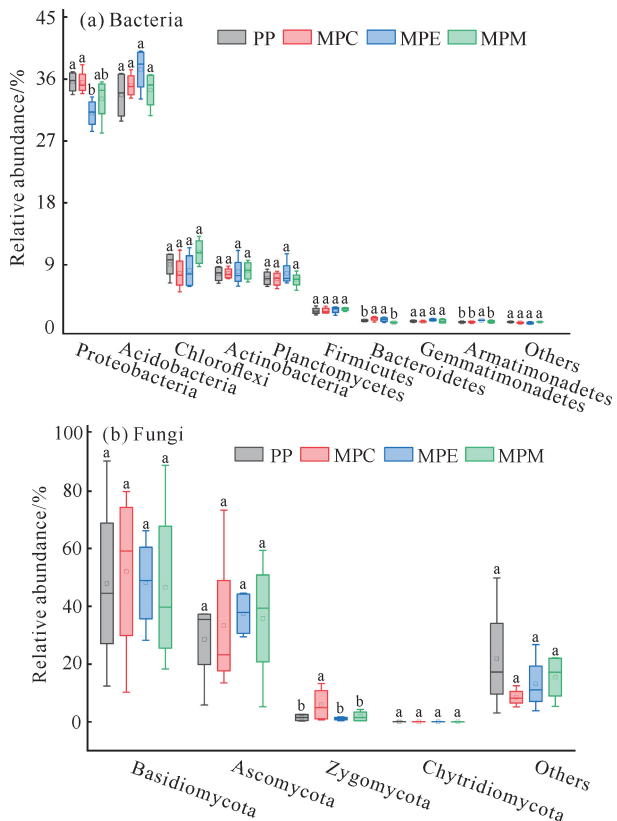 (a) Bacteria
PP MPC MPE MPM
Relative abundance/%
45
36
27
18
9
0
a a b ab a a a a
a a a a a a a a a a a a
a a a a b a a b a a a a b b a b a a a a
Proteobacteria
Acidobacteria
Chloroflexi
Actinobacteria
Planctomycetes
Firmicutes
Bacteroidetes
Gemmatimonadetes
Armatimonadetes
Others
(b) Fungi
PP MPC MPE MPM
Relative abundance/%
100
80
60
40
20
0
a a a a
a a a a
b a b b
a a a a
a a a a
Basidiomycota
Ascomycota
Zygomycota
Chytridiomycota
Others